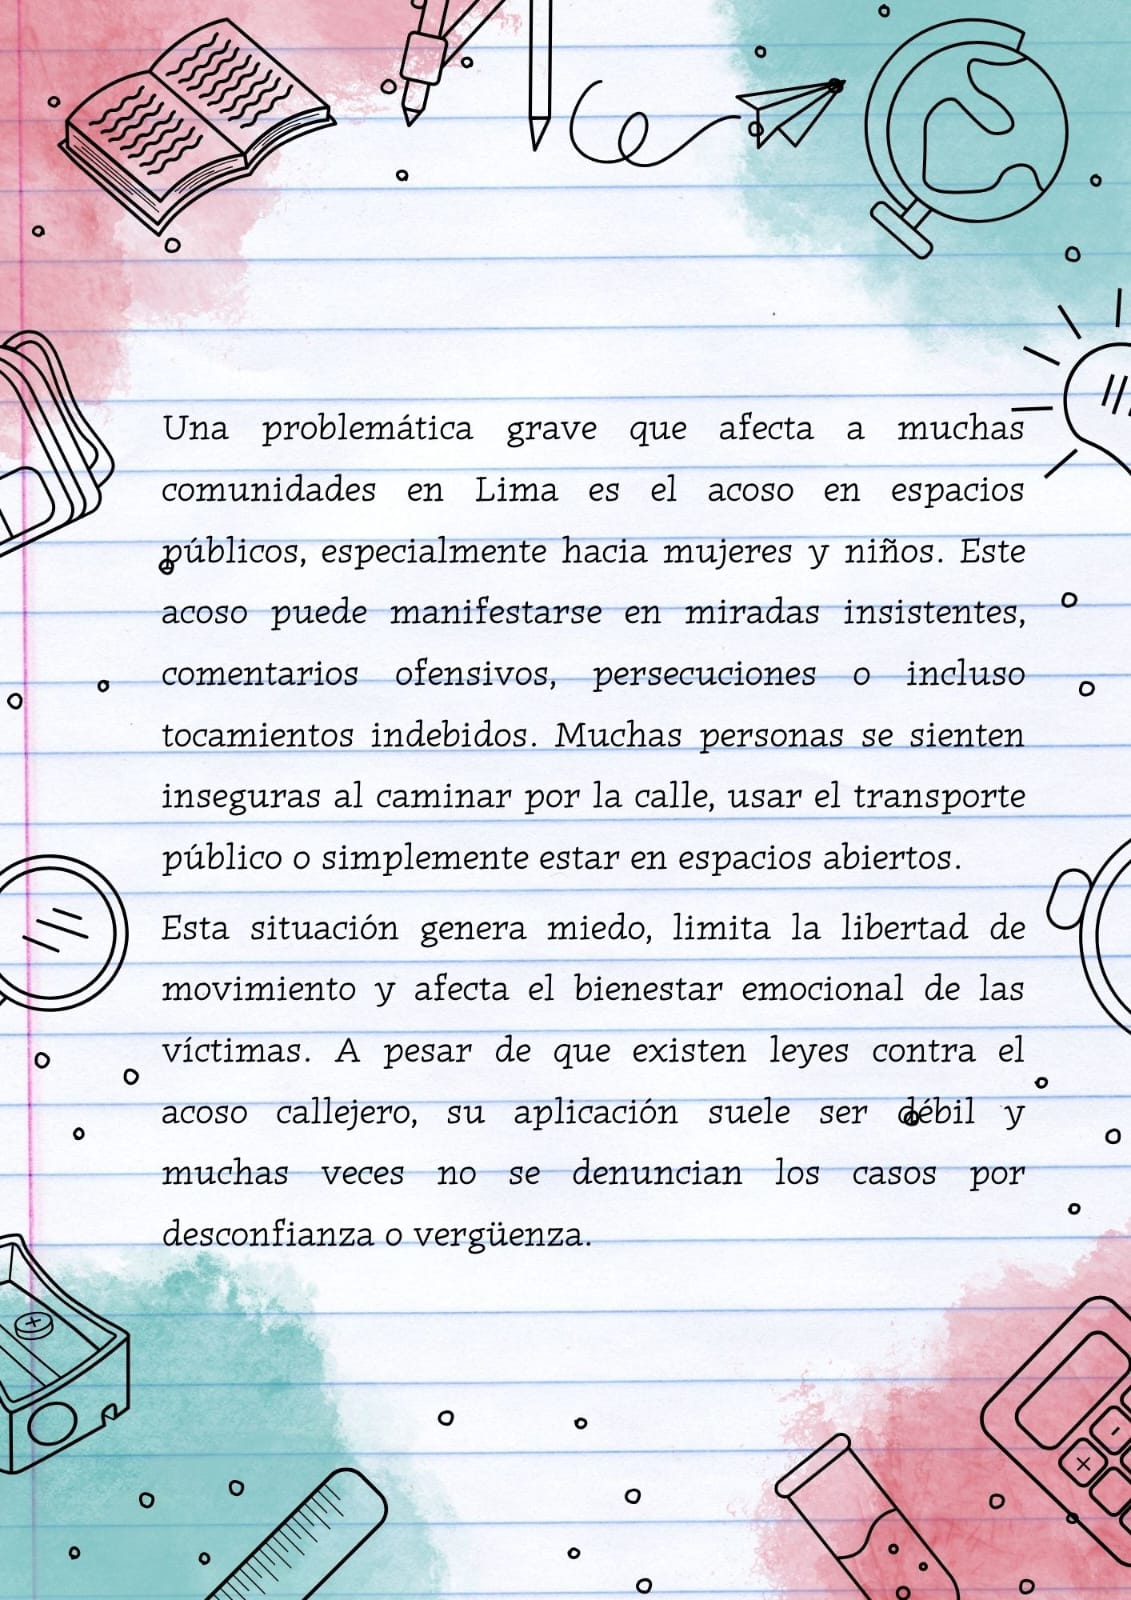 Una problemática grave que afecta a muchas
comunidades en Lima es el acoso en espacios
públicos, especialmente hacia mujeres y niños. Este
acoso puede manifestarse en miradas insistentes,
comentarios ofensivos, persecuciones o incluso
tocamientos indebidos. Muchas personas se sienten
inseguras al caminar por la calle, usar el transporte
público o simplemente estar en espacios abiertos.
Esta situación genera miedo, limita la libertad de
movimiento y afecta el bienestar emocional de las
víctimas. A pesar de que existen leyes contra el
acoso callejero, su aplicación suele ser débil y
muchas veces no se denuncian los casos por
desconfianza o vergüenza.